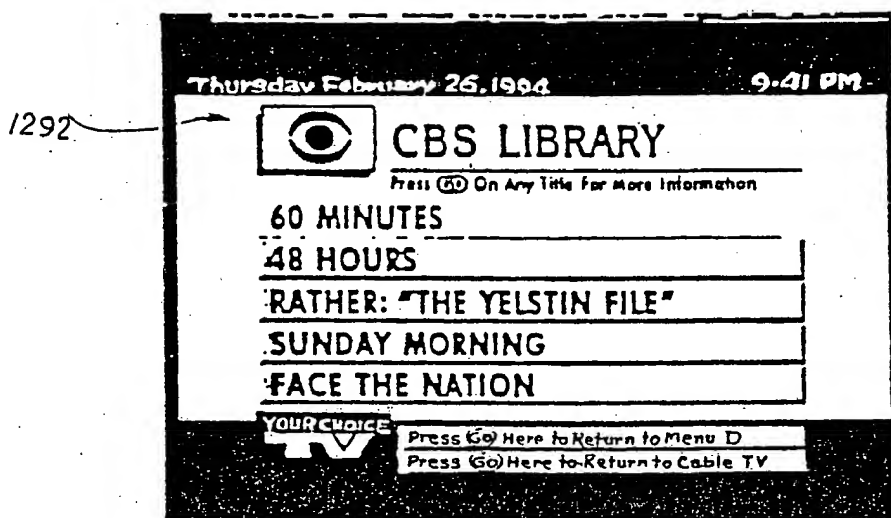 Thursday February 26, 1994 9:41 PM
1292
CBS LIBRARY
Press GO On Any Title For More Information
60 MINUTES
48 HOURS
RATHER: "THE YELSTIN FILE"
SUNDAY MORNING
FACE THE NATION
YOUR CHOICE
TV
Press Go Here to Return to Menu D
Press Go Here to Return to Cable TV